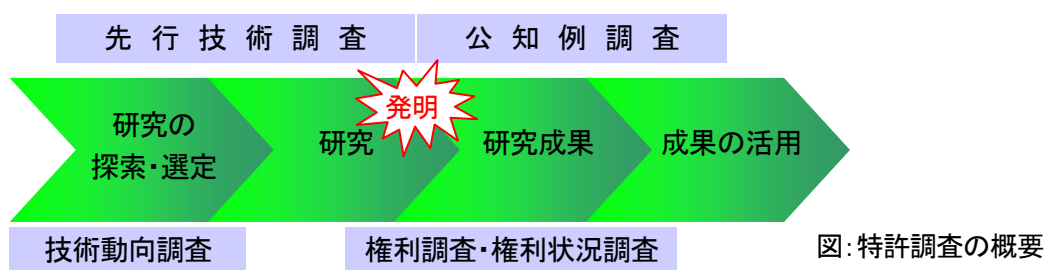 先行技術調査
公知例調査
発明
研究の
探索・選定
研究
研究成果
成果の活用
技術動向調査
権利調査・権利状況調査
図:特許調査の概要